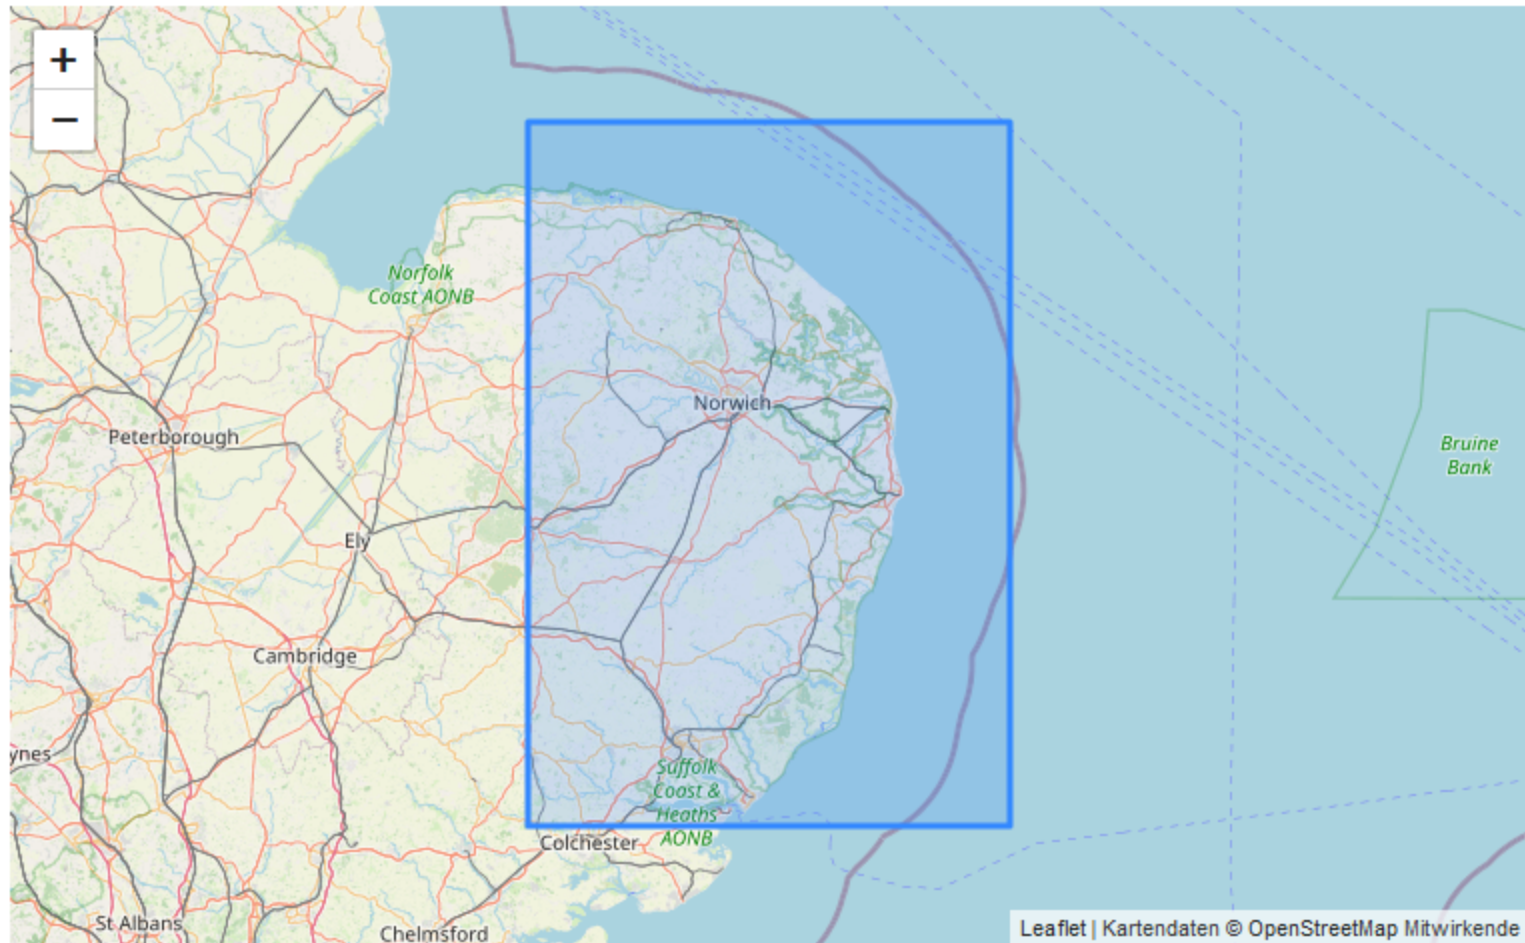 +
−
Norfolk
Coast AONB
Norwich
Peterborough
Bruine
Bank
Ely
Cambridge
ynes
Suffolk
Coast &
Heaths
AONB
Colchester
St Albans
Chelmsford
Leaflet | Kartendaten © OpenStreetMap Mitwirkende